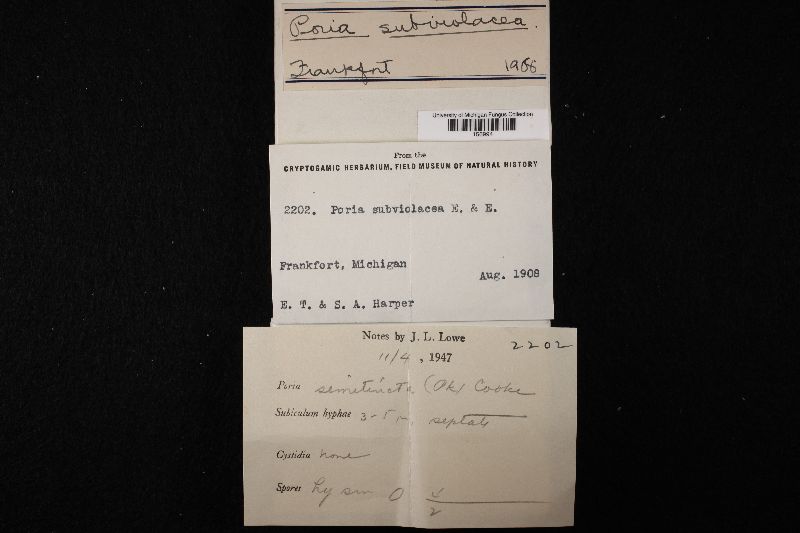 Poria subviolacea.
Frankfort 1908
University of Michigan Fungus Collection
From the
CRYPTOGAMIC HERBARIUM, FIELD MUSEUM OF NATURAL HISTORY
2202. Poria subviolacea E. & E.
Frankfort, Michigan
Aug. 1908
E. T. & S. A. Harper
Notes by J. L. Lowe 2202
11/4, 1947
Poria semitincta (Pk) Cooke
Subiculum hyphae 3-5 μ, septate
Cystidia none
Spores hy sm